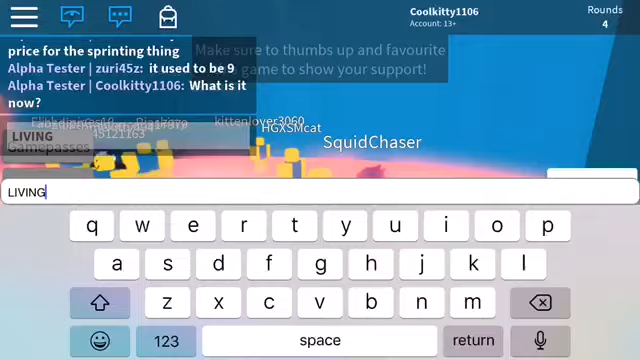 Coolkitty1106
Account: 13+
Rounds
4
price for the sprinting thing
Alpha Tester | zuri45z: it used to be 9
Alpha Tester | Coolkitty1106: What is it
now?
Make sure to thumbs up and favourite
game to show your support!
kittenlover3060
HGXSMcat
SquidChaser
LIVING
45121163
Gamepasses
LIVING
q w e r t y u i o p
a s d f g h j k l
z x c v b n m
123 space return